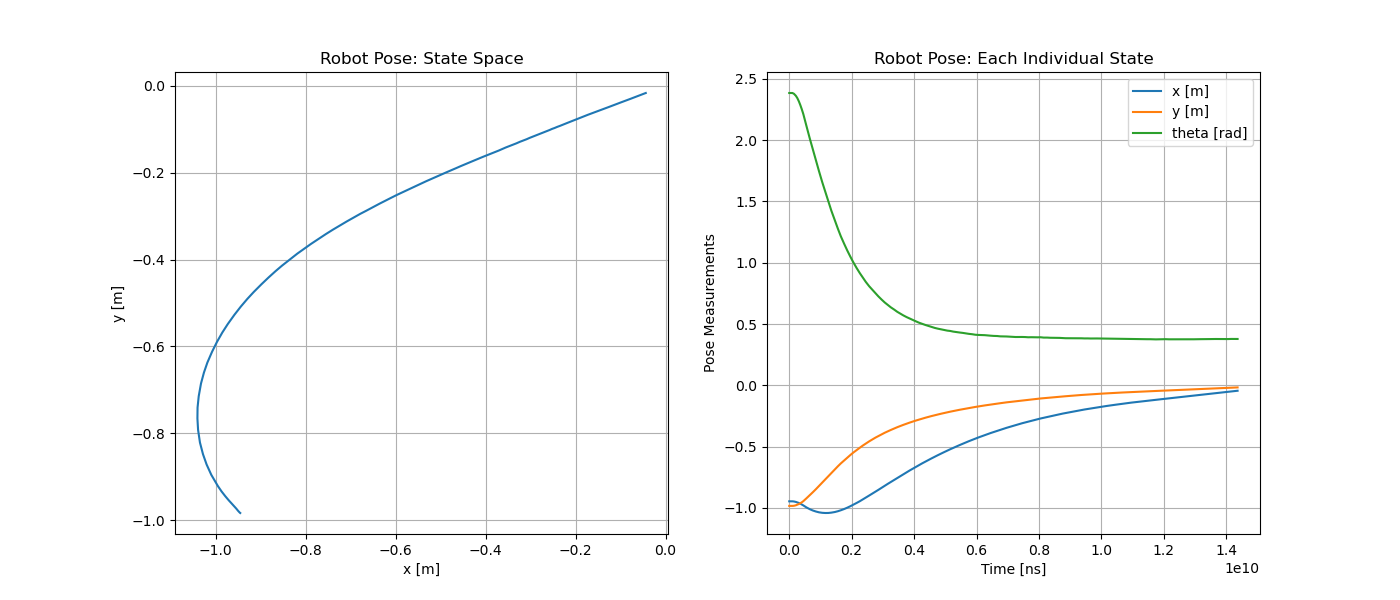 Robot Pose: State Space
0.0
−0.2
−0.4
−0.6
−0.8
−1.0
y [m]
−1.0 −0.8 −0.6 −0.4 −0.2 0.0
x [m]
Robot Pose: Each Individual State
2.5
2.0
1.5
1.0
0.5
0.0
−0.5
−1.0
Pose Measurements
x [m]
y [m]
theta [rad]
0.0 0.2 0.4 0.6 0.8 1.0 1.2 1.4
1e10
Time [ns]